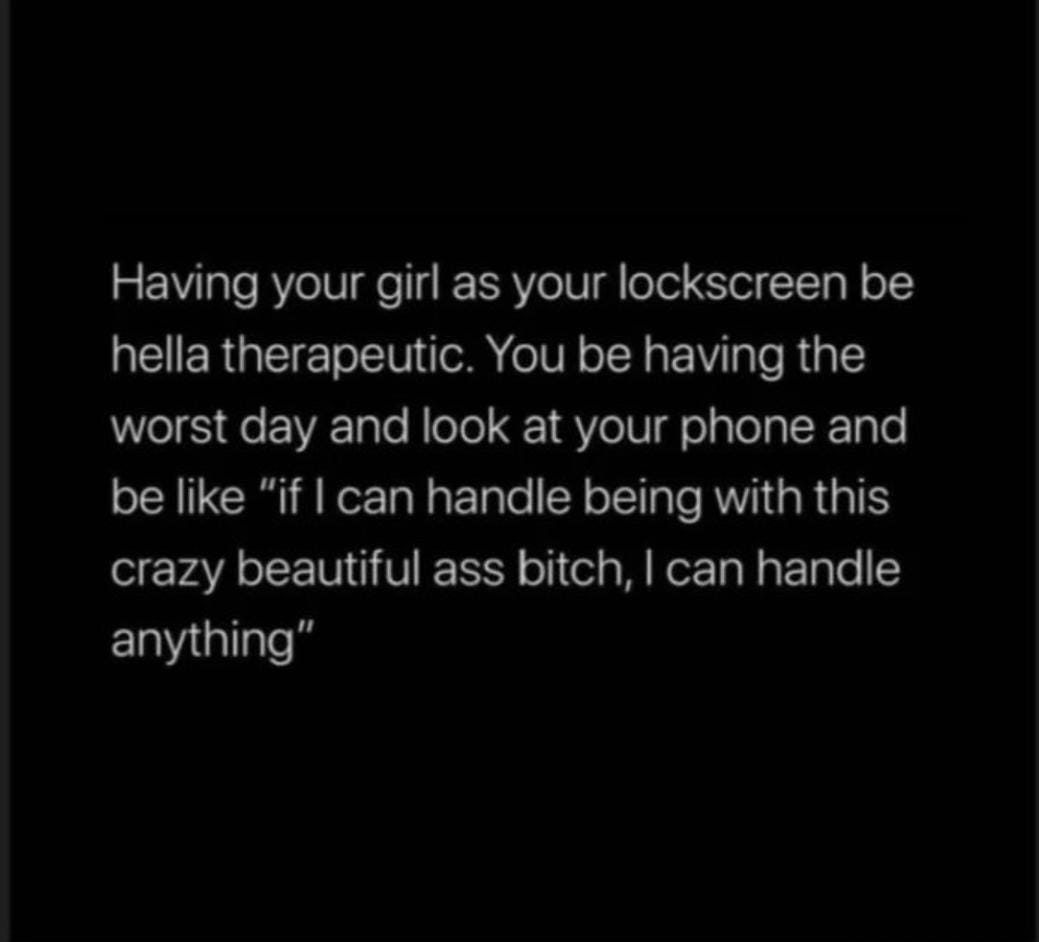 Having your girl as your lockscreen be
hella therapeutic. You be having the
worst day and look at your phone and
be like “if I can handle being with this
crazy beautiful ass bitch, I can handle
anything”